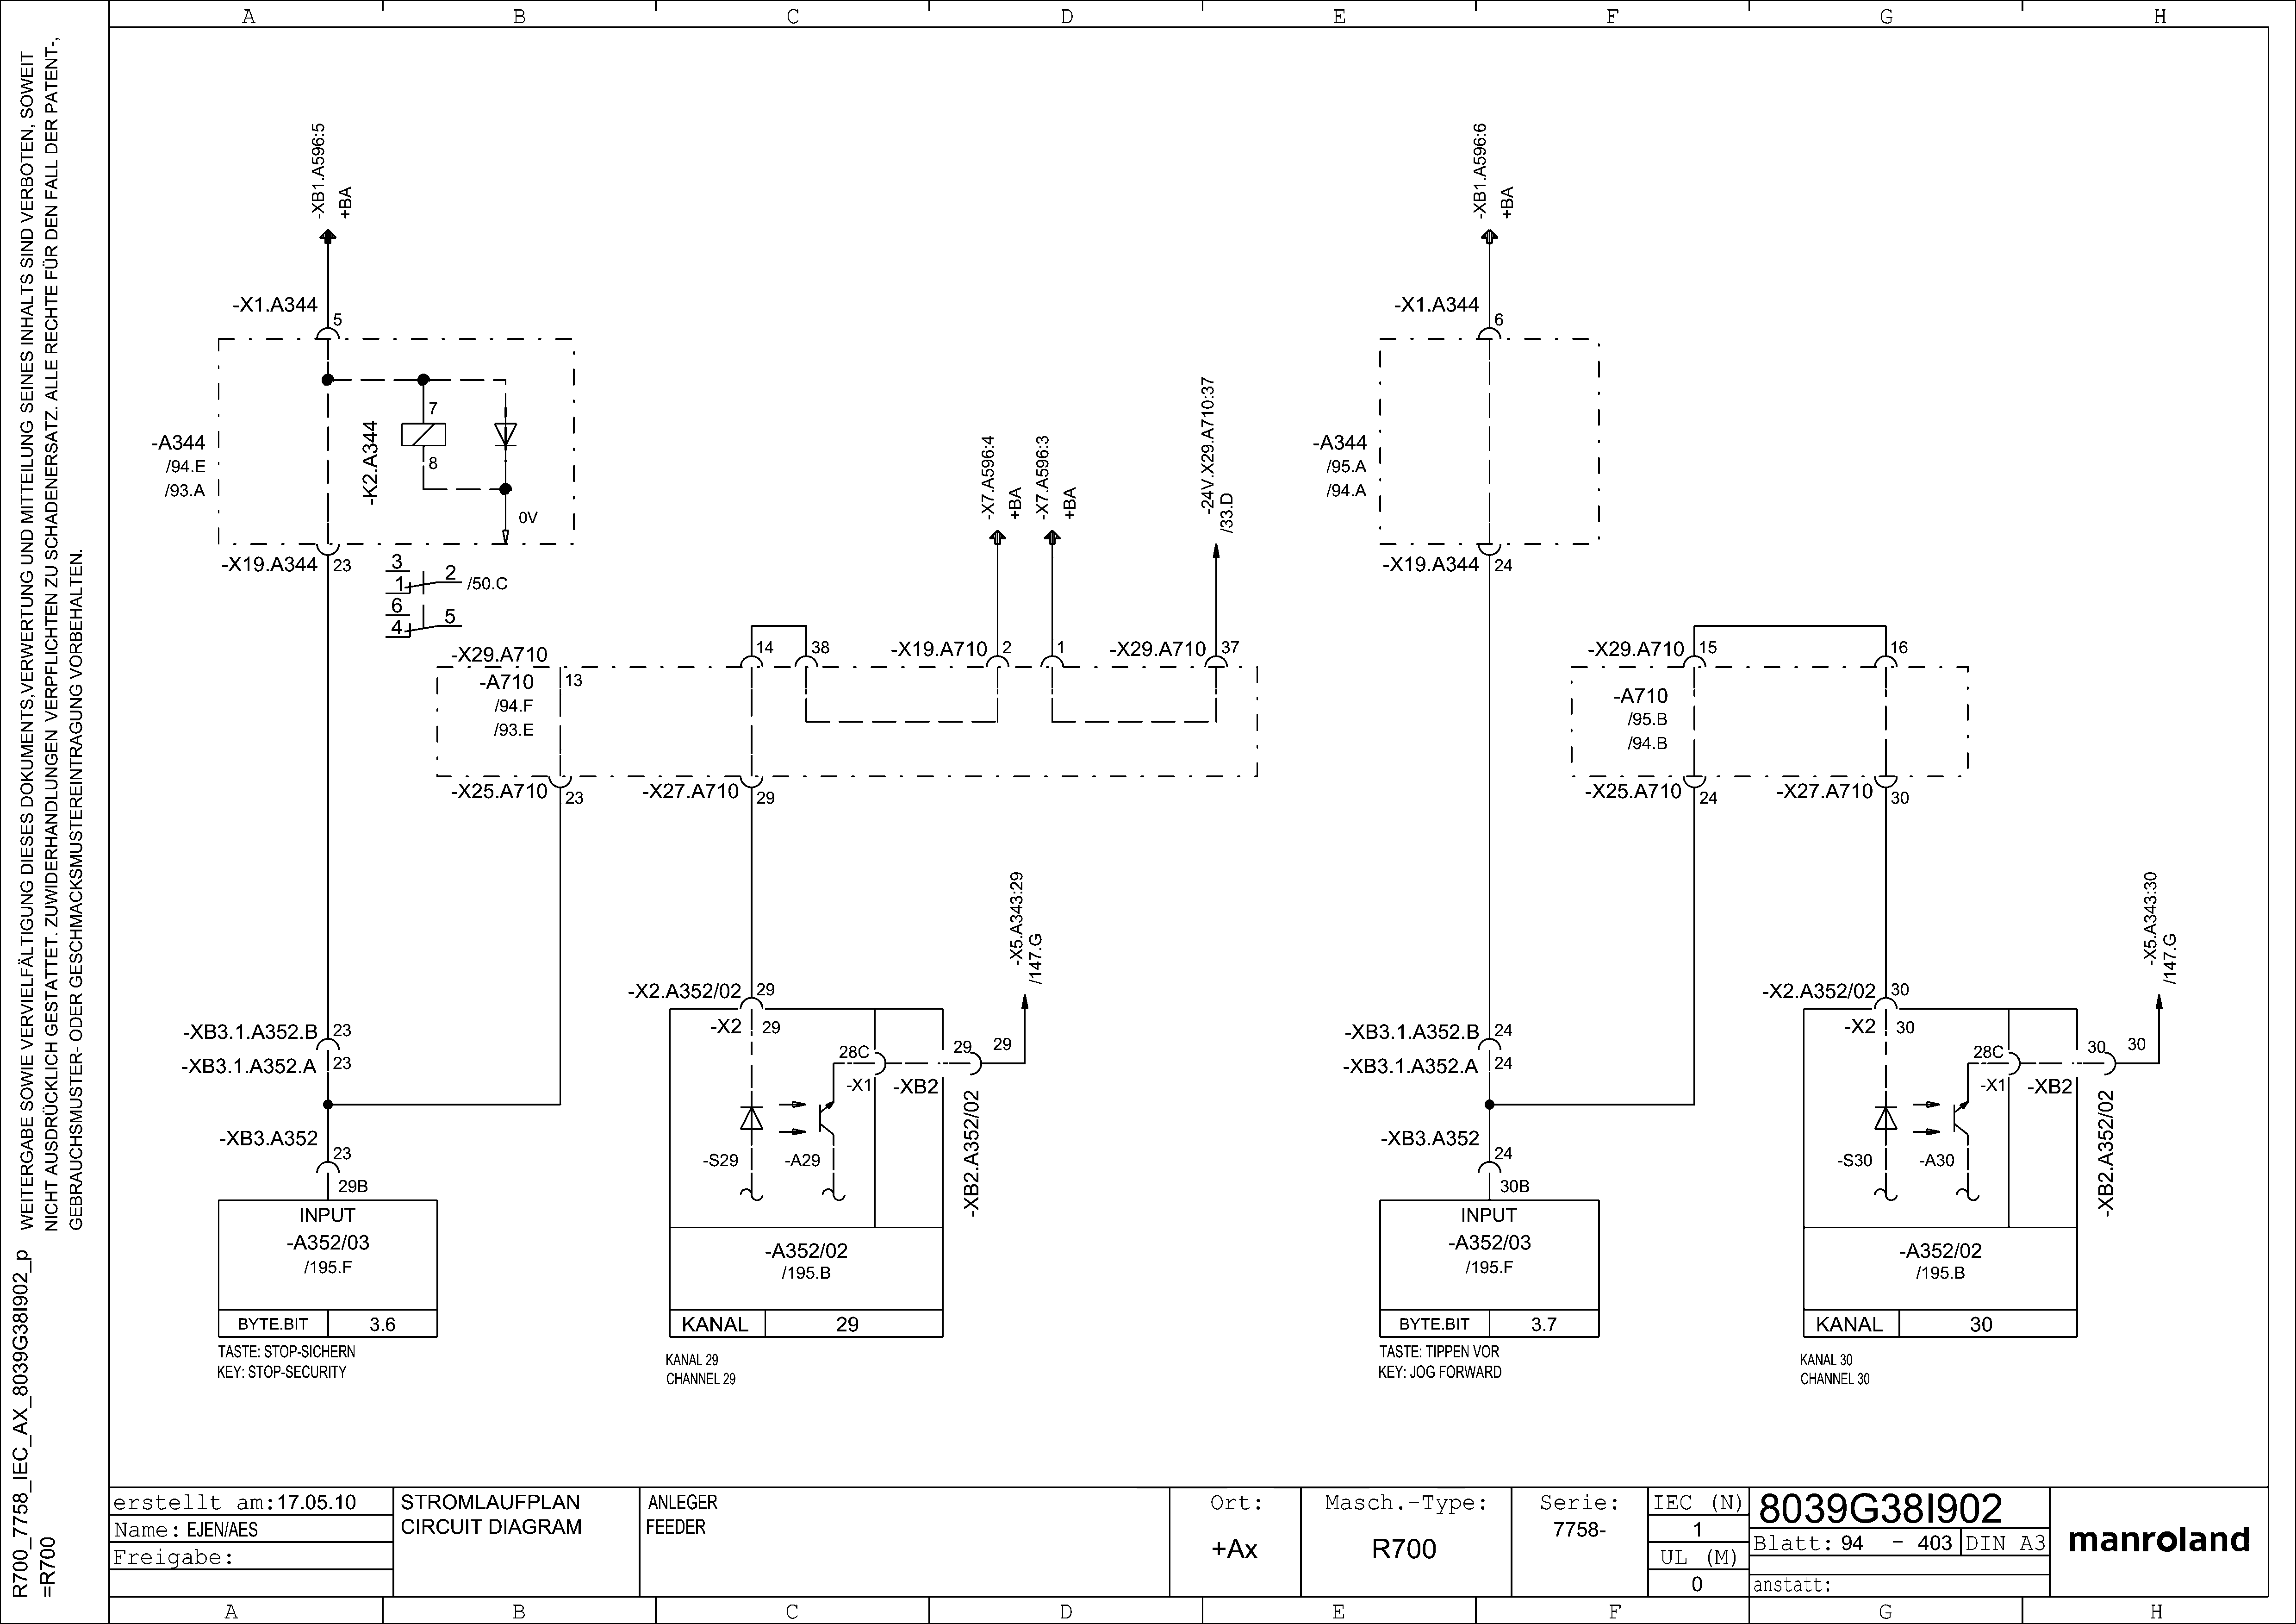 A B C D E F G H
WEITERGABE SOWIE VERVIELFÄLTIGUNG DIESES DOKUMENTS,VERWERTUNG UND MITTEILUNG SEINES INHALTS SIND VERBOTEN, SOWEIT
NICHT AUSDRÜCKLICH GESTATTET. ZUWIDERHANDLUNGEN VERPFLICHTEN ZU SCHADENERSATZ. ALLE RECHTE FÜR DEN FALL DER PATENT-,
GEBRAUCHSMUSTER- ODER GESCHMACKSMUSTEREINTRAGUNG VORBEHALTEN.
R700_7758_IEC_AX_8039G38I902_p
=R700
-XB1.A596:5
+BA
-X1.A344
5
-A344
/94.E
/93.A
-K2.A344
7
8
0V
-X19.A344
23
3
1
2
/50.C
6
4
5
-X29.A710
-A710
13
/94.F
/93.E
14
38
-X19.A710
2
1
-X29.A710
37
-X7.A596:4
+BA
-X7.A596:3
+BA
-24V.X29.A710:37
/33.D
-X25.A710
23
-X27.A710
29
-XB3.1.A352.B
23
-XB3.1.A352.A
23
-XB3.A352
23
29B
INPUT
-A352/03
/195.F
BYTE.BIT
3.6
TASTE: STOP-SICHERN
KEY: STOP-SECURITY
-X2.A352/02
29
-X2
29
28C
-X1
-XB2
29
29
-X5.A343:29
/147.G
-XB2.A352/02
-S29
-A29
-A352/02
/195.B
KANAL
29
KANAL 29
CHANNEL 29
-XB1.A596:6
+BA
-X1.A344
6
-A344
/95.A
/94.A
-X19.A344
24
-X29.A710
15
16
-A710
/95.B
/94.B
-X25.A710
24
-X27.A710
30
-XB3.1.A352.B
24
-XB3.1.A352.A
24
-XB3.A352
24
30B
INPUT
-A352/03
/195.F
BYTE.BIT
3.7
TASTE: TIPPEN VOR
KEY: JOG FORWARD
-X2.A352/02
30
-X2
30
28C
-X1
-XB2
30
30
-X5.A343:30
/147.G
-XB2.A352/02
-S30
-A30
-A352/02
/195.B
KANAL
30
KANAL 30
CHANNEL 30
erstellt am:17.05.10
Name: EJEN/AES
Freigabe:
STROMLAUFPLAN
CIRCUIT DIAGRAM
ANLEGER
FEEDER
Ort:
+Ax
Masch.-Type:
R700
Serie:
7758-
IEC (N)
1
UL (M)
0
8039G38I902
Blatt: 94 - 403
DIN A3
anstatt:
manroland
A B C D E F G H